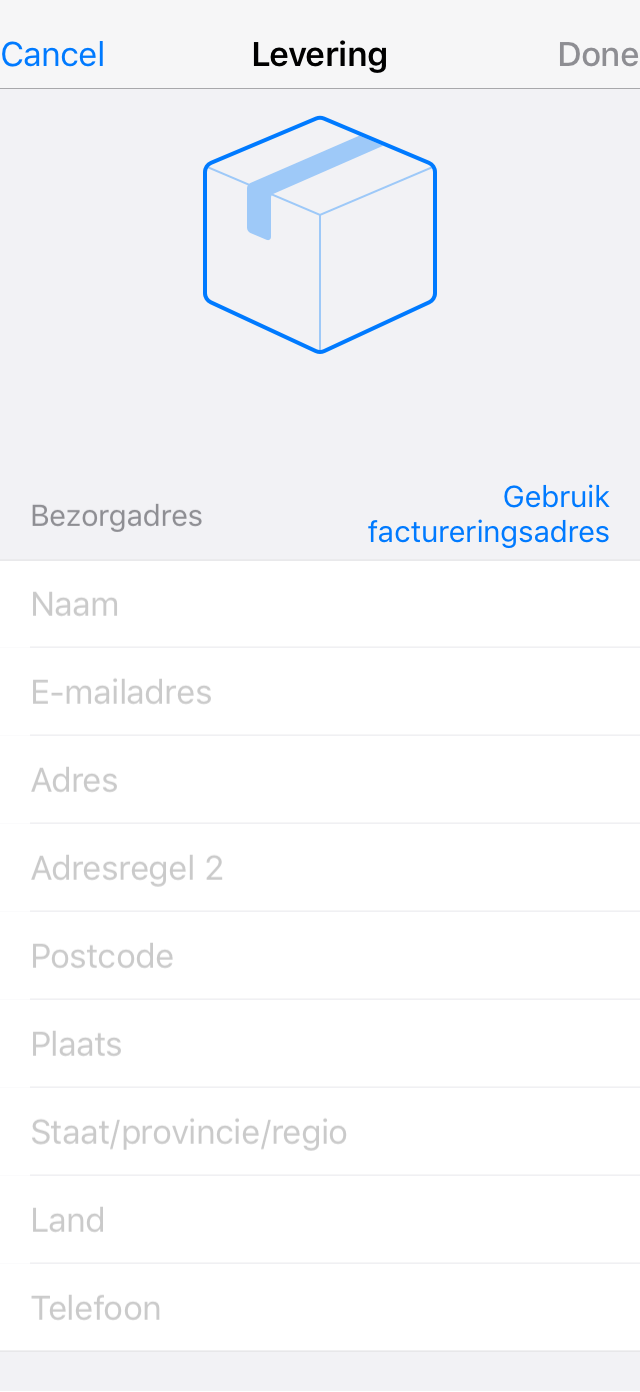 Cancel Levering Done
Bezorgadres
Gebruik
factureringsadres
Naam
E-mailadres
Adres
Adresregel 2
Postcode
Plaats
Staat/provincie/regio
Land
Telefoon